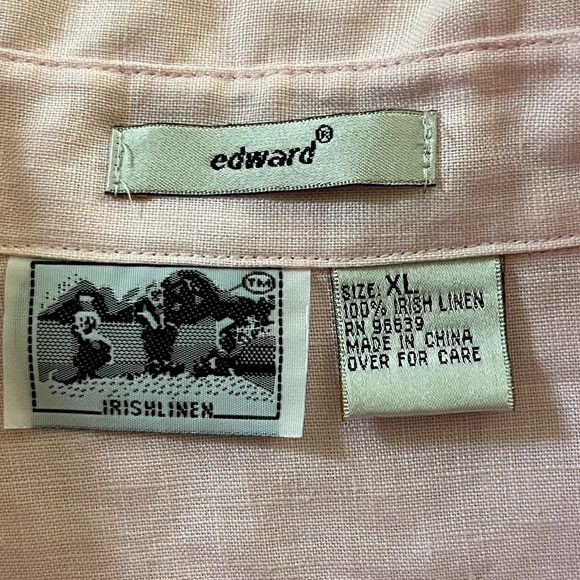 edward®
TM
IRISHLINEN
SIZE: XL
100% IRISH LINEN
RN 96639
MADE IN CHINA
OVER FOR CARE